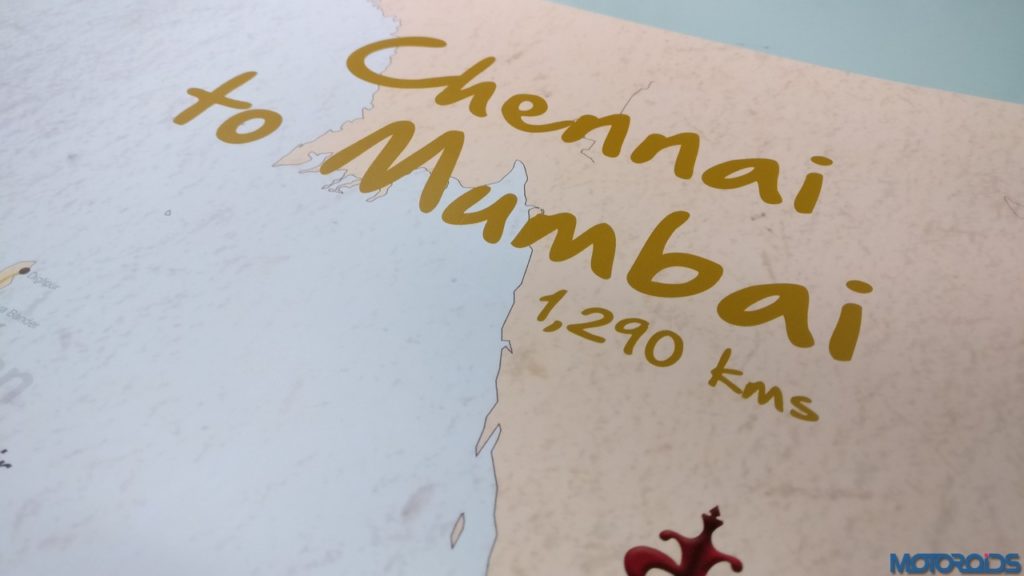 Chennai
to Mumbai
1,290 kms
MOTOROiDS